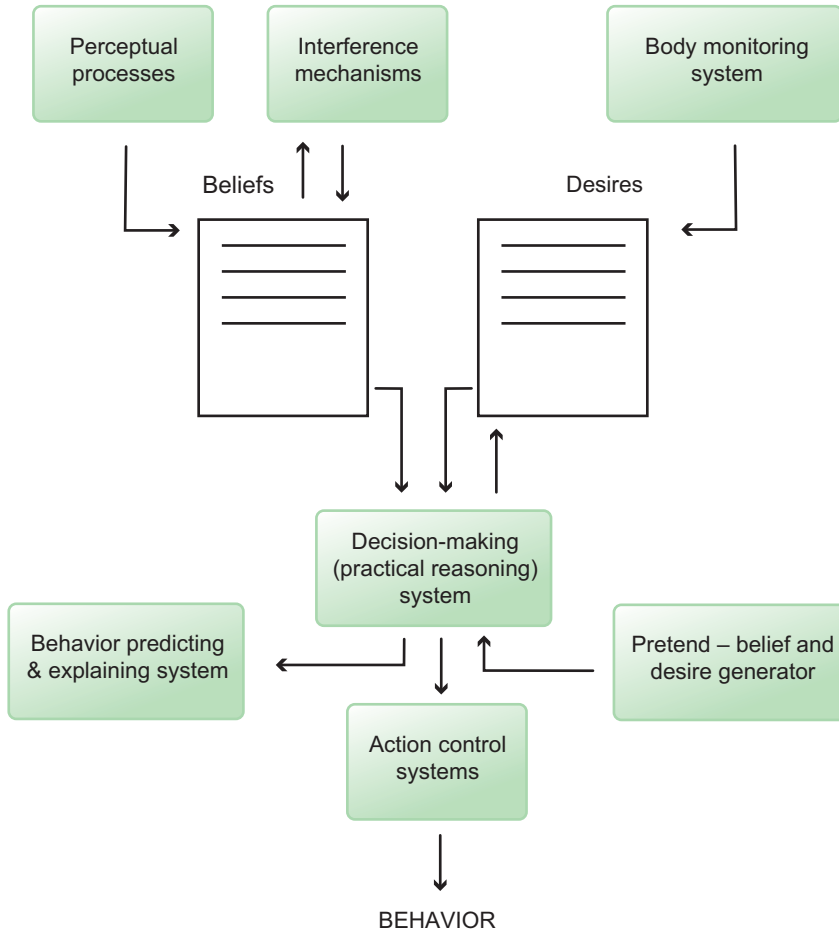 Perceptual
processes
Interference
mechanisms
Body monitoring
system
Beliefs
Desires
Decision-making
(practical reasoning)
system
Behavior predicting
& explaining system
Pretend – belief and
desire generator
Action control
systems
BEHAVIOR